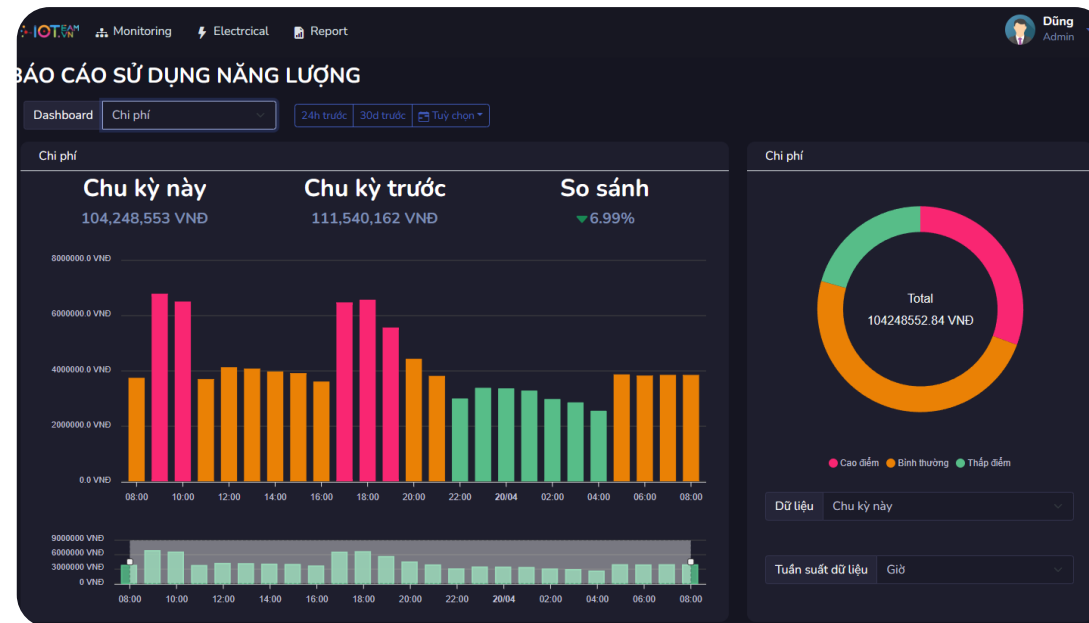 IOTEAM.VN Monitoring Electrcical Report Dũng
Admin
BÁO CÁO SỬ DỤNG NĂNG LƯỢNG
Dashboard Chi phí 24h trước 30d trước Tuỳ chọn
Chi phí
Chu kỳ này Chu kỳ trước So sánh
104,248,553 VNĐ 111,540,162 VNĐ 6.99%
8000000.0 VNĐ
6000000.0 VNĐ
4000000.0 VNĐ
2000000.0 VNĐ
0.0 VNĐ
08:00 10:00 12:00 14:00 16:00 18:00 20:00 22:00 20/04 02:00 04:00 06:00 08:00
9000000 VNĐ
6000000 VNĐ
3000000 VNĐ
0 VNĐ
08:00 10:00 12:00 14:00 16:00 18:00 20:00 22:00 20/04 02:00 04:00 06:00 08:00
Chi phí
Total
104248552.84 VNĐ
Cao điểm Bình thường Thấp điểm
Dữ liệu Chu kỳ này
Tuần suất dữ liệu Giờ